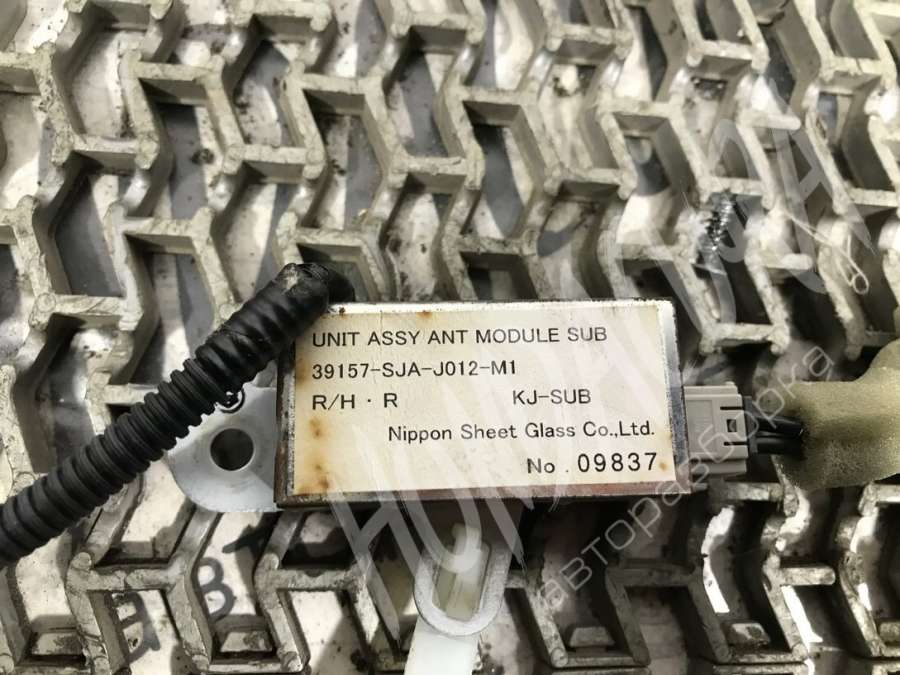 UNIT ASSY ANT MODULE SUB
39157-SJA-J012-M1
R/H · R KJ-SUB
Nippon Sheet Glass Co.,Ltd.
No. 09837
авторазборка